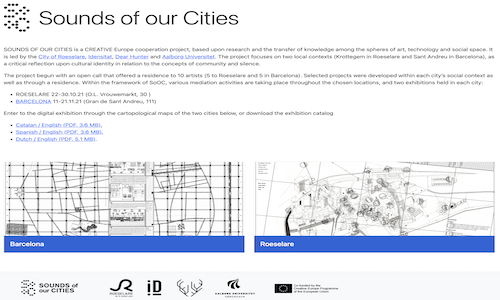 Sounds of our Cities
SOUNDS OF OUR CITIES is a CREATIVE Europe cooperation project, based upon research and the transfer of knowledge among the spheres of art, technology and social space. It
is led by the City of Roeselare, Idensitat, Dear Hunter and Aalborg Universitet. The project focuses on two local contexts (Krottegem in Roeselare and Sant Andreu in Barcelona), as
a critical reflection upon cultural identity in relation to the concepts of community and silence.
The project began with an open call that offered a residence to 10 artists (5 to Roeselare and 5 in Barcelona). Selected projects were developed within each city's social context as
well as through a residence. Within the framework of SoOC, various mediation activities are taking place throughout the chosen locations, and two exhibitions held in each city:
ROESELARE 22-30.10.21 (O.L. Vrouwemarkt, 30 )
BARCELONA 11-21.11.21 (Gran de Sant Andreu, 111)
Enter to the digital exhibition through the cartopological maps of the two cities below, or download the exhibition catalog
Catalan / English (PDF, 3.6 MB).
Spanish / English (PDF, 3.6 MB).
Dutch / English (PDF, 5.1 MB).
Barcelona
Roeselare
SOUNDS of
our CITIES
ROESELARE
iD
AALBORG UNIVERSITET
Co-funded by the
Creative Europe Programme
of the European Union